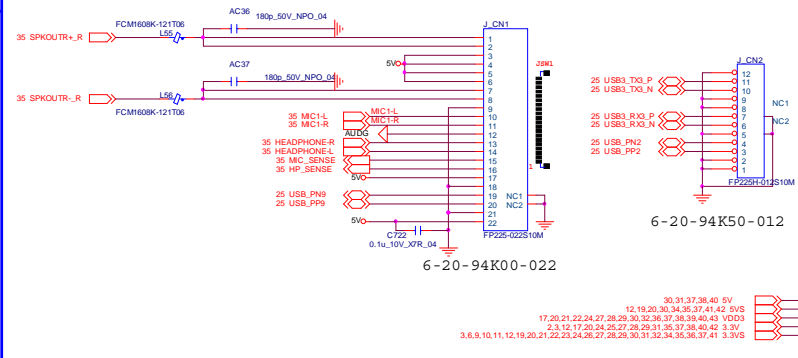 AC36
180p_50V_NPO_04
FCM1608K-121T06
L55
35 SPKOUTR+_R
AC37
180p_50V_NPO_04
35 SPKOUTR-_R
L56
FCM1608K-121T06
J_CN1
1
2
3
4
5
6
7
8
9
10
11
12
13
14
15
16
17
18
19
20
21
22
NC1
NC2
FP225-022S10M
6-20-94K00-022
5V
35 MIC1-L
MIC1-L
35 MIC1-R
MIC1-R
AUDG
35 HEADPHONE-R
35 HEADPHONE-L
35 MIC_SENSE
35 HP_SENSE
5V
25 USB_PN9
25 USB_PP9
5V
C722
0.1u_10V_X7R_04
JSW1
1
J_CN2
25 USB3_TX3_P
25 USB3_TX3_N
25 USB3_RX3_P
25 USB3_RX3_N
25 USB_PN2
25 USB_PP2
12
11
10
9
8
7
6
5
4
3
2
1
NC1
NC2
FP225H-012S10M
6-20-94K50-012
30,31,37,38,40 5V
12,19,20,30,34,35,37,41,42 5VS
17,20,21,22,24,27,28,29,30,32,36,37,38,39,40,43 VDD3
2,3,12,17,20,24,25,27,28,29,31,35,37,38,40,42 3.3V
3,6,9,10,11,12,19,20,21,22,23,24,26,27,28,29,30,31,32,34,35,36,37,41 3.3VS